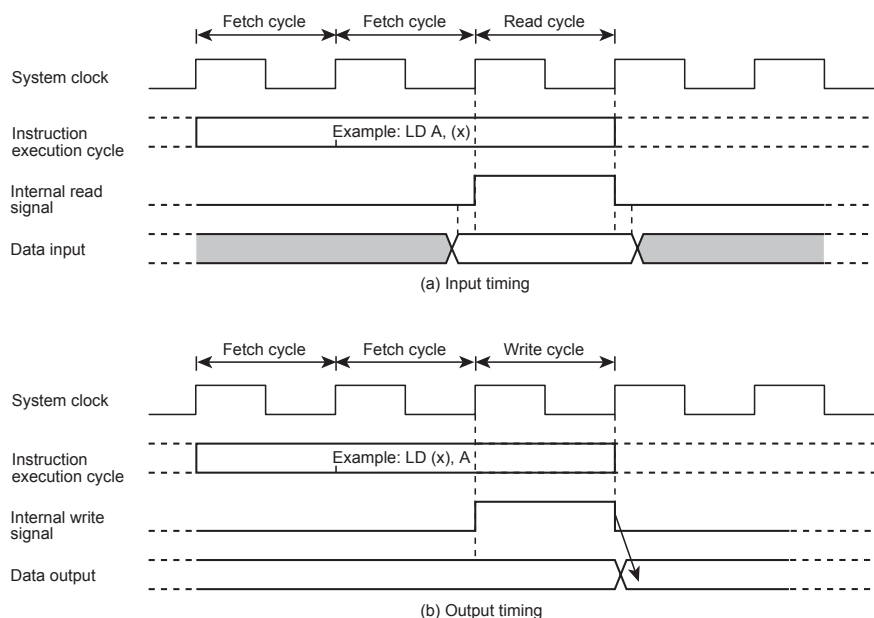 Fetch cycle Fetch cycle Read cycle
System clock
Instruction
execution cycle
Example: LD A, (x)
Internal read
signal
Data input
(a) Input timing
Fetch cycle Fetch cycle Write cycle
System clock
Instruction
execution cycle
Example: LD (x), A
Internal write
signal
Data output
(b) Output timing